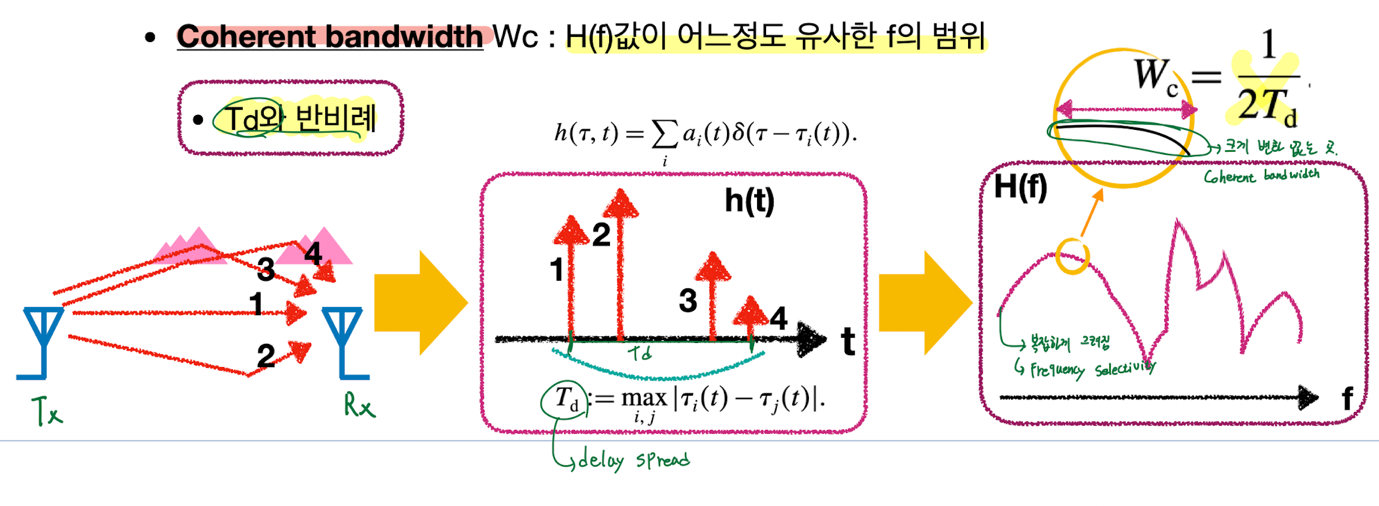 • Coherent bandwidth Wc : H(f)값이 어느정도 유사한 f의 범위
• Td와 반비례
W_c = 1 / 2T_d
→ 크게 변화 없는 곳.
Coherent bandwidth
h(τ, t) = ∑_i a_i(t)δ(τ − τ_i(t)).
Tx
Rx
1
2
3
4
h(t)
1
2
3
4
t
Td
T_d := max_{i, j} |τ_i(t) − τ_j(t)|.
delay spread
H(f)
복잡하게 그려짐
Frequency selectivity
f